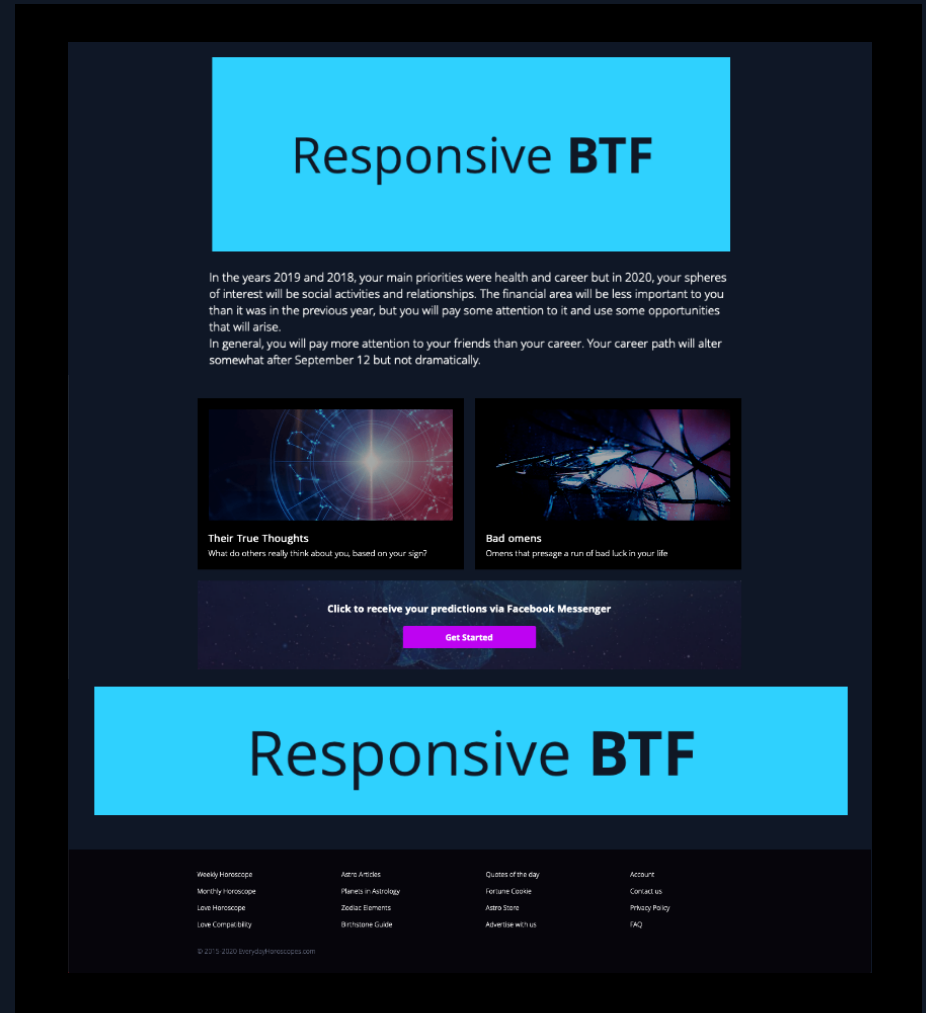 Responsive BTF
In the years 2019 and 2018, your main priorities were health and career but in 2020, your spheres
of interest will be social activities and relationships. The financial area will be less important to you
than it was in the previous year, but you will pay some attention to it and use some opportunities
that will arise.
In general, you will pay more attention to your friends than your career. Your career path will alter
somewhat after September 12 but not dramatically.
Their True Thoughts
What do others really think about you, based on your sign?
Bad omens
Omens that presage a run of bad luck in your life
Click to receive your predictions via Facebook Messenger
Get Started
Responsive BTF
Weekly Horoscope
Monthly Horoscope
Love Horoscope
Love Compatibility
Astro Articles
Planets in Astrology
Zodiac Elements
Birthstone Guide
Quotes of the day
Fortune Cookie
Astro Store
Advertise with us
Account
Contact us
Privacy Policy
FAQ
© 2015-2020 EverydayHoroscopes.com